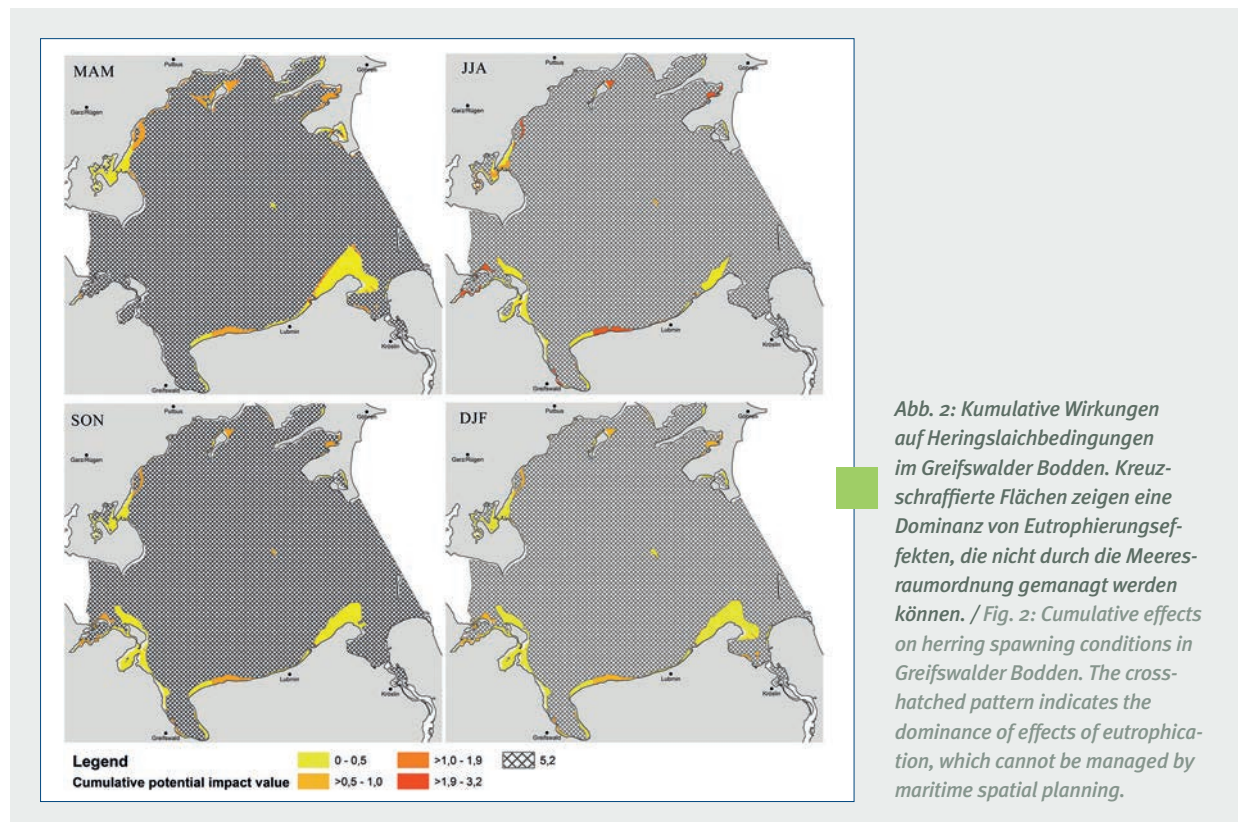 MAM
Putbus
Göhren
Garz/Rügen
Lubmin
Kröslin
Greifswald
JJA
Putbus
Göhren
Garz/Rügen
Lubmin
Kröslin
Greifswald
SON
Putbus
Göhren
Garz/Rügen
Lubmin
Kröslin
Greifswald
DJF
Putbus
Göhren
Garz/Rügen
Lubmin
Kröslin
Greifswald
Legend
Cumulative potential impact value
0 - 0,5
>0,5 - 1,0
>1,0 - 1,9
>1,9 - 3,2
5,2
Abb. 2: Kumulative Wirkungen
auf Heringslaichbedingungen
im Greifswalder Bodden. Kreuz-
schraffierte Flächen zeigen eine
Dominanz von Eutrophierungsef-
fekten, die nicht durch die Meeres-
raumordnung gemanagt werden
können. / Fig. 2: Cumulative effects
on herring spawning conditions in
Greifswalder Bodden. The cross-
hatched pattern indicates the
dominance of effects of eutrophica-
tion, which cannot be managed by
maritime spatial planning.